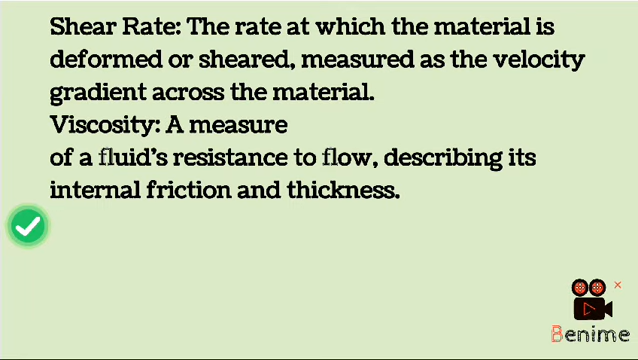 Shear Rate: The rate at which the material is
deformed or sheared, measured as the velocity
gradient across the material.
Viscosity: A measure
of a fluid's resistance to flow, describing its
internal friction and thickness.
Benime